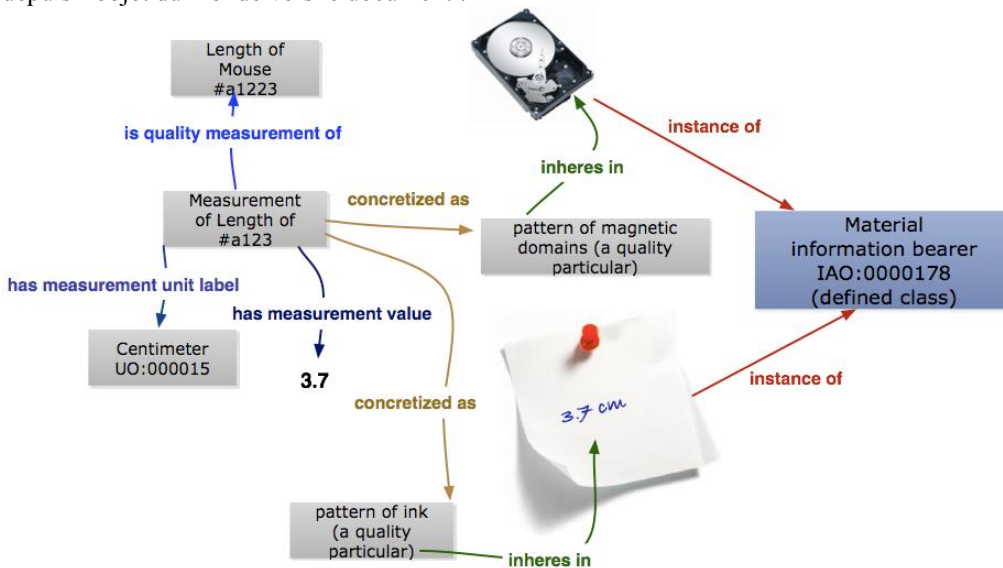 Length of
Mouse
#a1223
is quality measurement of
instance of
inheres in
Measurement
of Length of
#a123
concretized as
pattern of magnetic
domains (a quality
particular)
Material
information bearer
IAO:0000178
(defined class)
has measurement unit label
has measurement value
Centimeter
UO:000015
3.7
concretized as
3.7 cm
instance of
pattern of ink
(a quality
particular)
inheres in